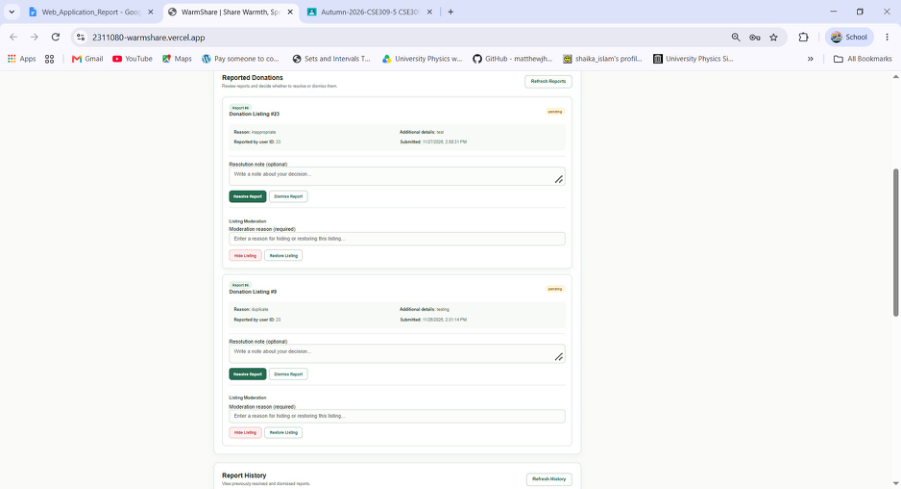 Web_Application_Report - Goog
WarmShare | Share Warmth, Sp
Autumn-2026-CSE309-5 CSE309
2311080-warmshare.vercel.app
School
Apps
Gmail
YouTube
Maps
Pay someone to co...
Sets and Intervals T...
University Physics w...
GitHub - matthewjh...
shaika_islam's profil...
University Physics Si...
All Bookmarks
Reported Donations
Review reports and decide whether to resolve or dismiss them.
Refresh Reports
Donation Listing #23
pending
Reason: inappropriate
Additional details: test
Reported by user ID: 23
Submitted:
Resolution note (optional)
Write a note about your decision...
Resolve Report
Dismiss Report
Listing Moderation
Moderation reason (required)
Enter a reason for hiding or restoring this listing...
Hide Listing
Restore Listing
Donation Listing #9
pending
Reason: duplicate
Additional details: testing
Reported by user ID: 23
Submitted:
Resolution note (optional)
Write a note about your decision...
Resolve Report
Dismiss Report
Listing Moderation
Moderation reason (required)
Enter a reason for hiding or restoring this listing...
Hide Listing
Restore Listing
Report History
View previously resolved and dismissed reports.
Refresh History